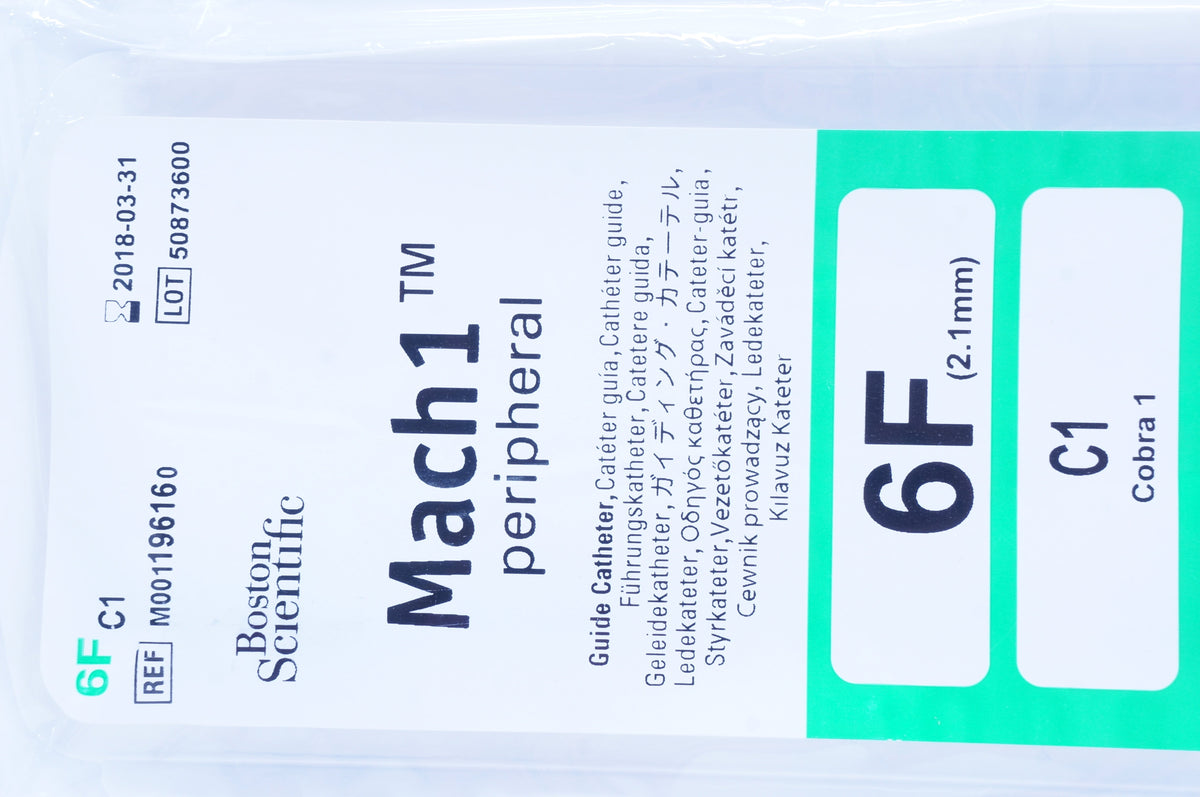 6F C1
REF M001196160
2018-03-31
LOT 50873600
Boston
Scientific
Mach1™
peripheral
Guide Catheter, Catéter guía, Cathéter guide,
Führungskatheter, Catetere guida,
Geleidekatheter, ガイディング・カテーテル,
Ledekateter, Οδηγός καθετήρας, Cateter-guia,
Styrkateter, Vezetőkatéter, Zaváděcí katétr,
Cewnik prowadzący, Ledekateter,
Kılavuz Kateter
6F
(2.1mm)
C1
Cobra 1